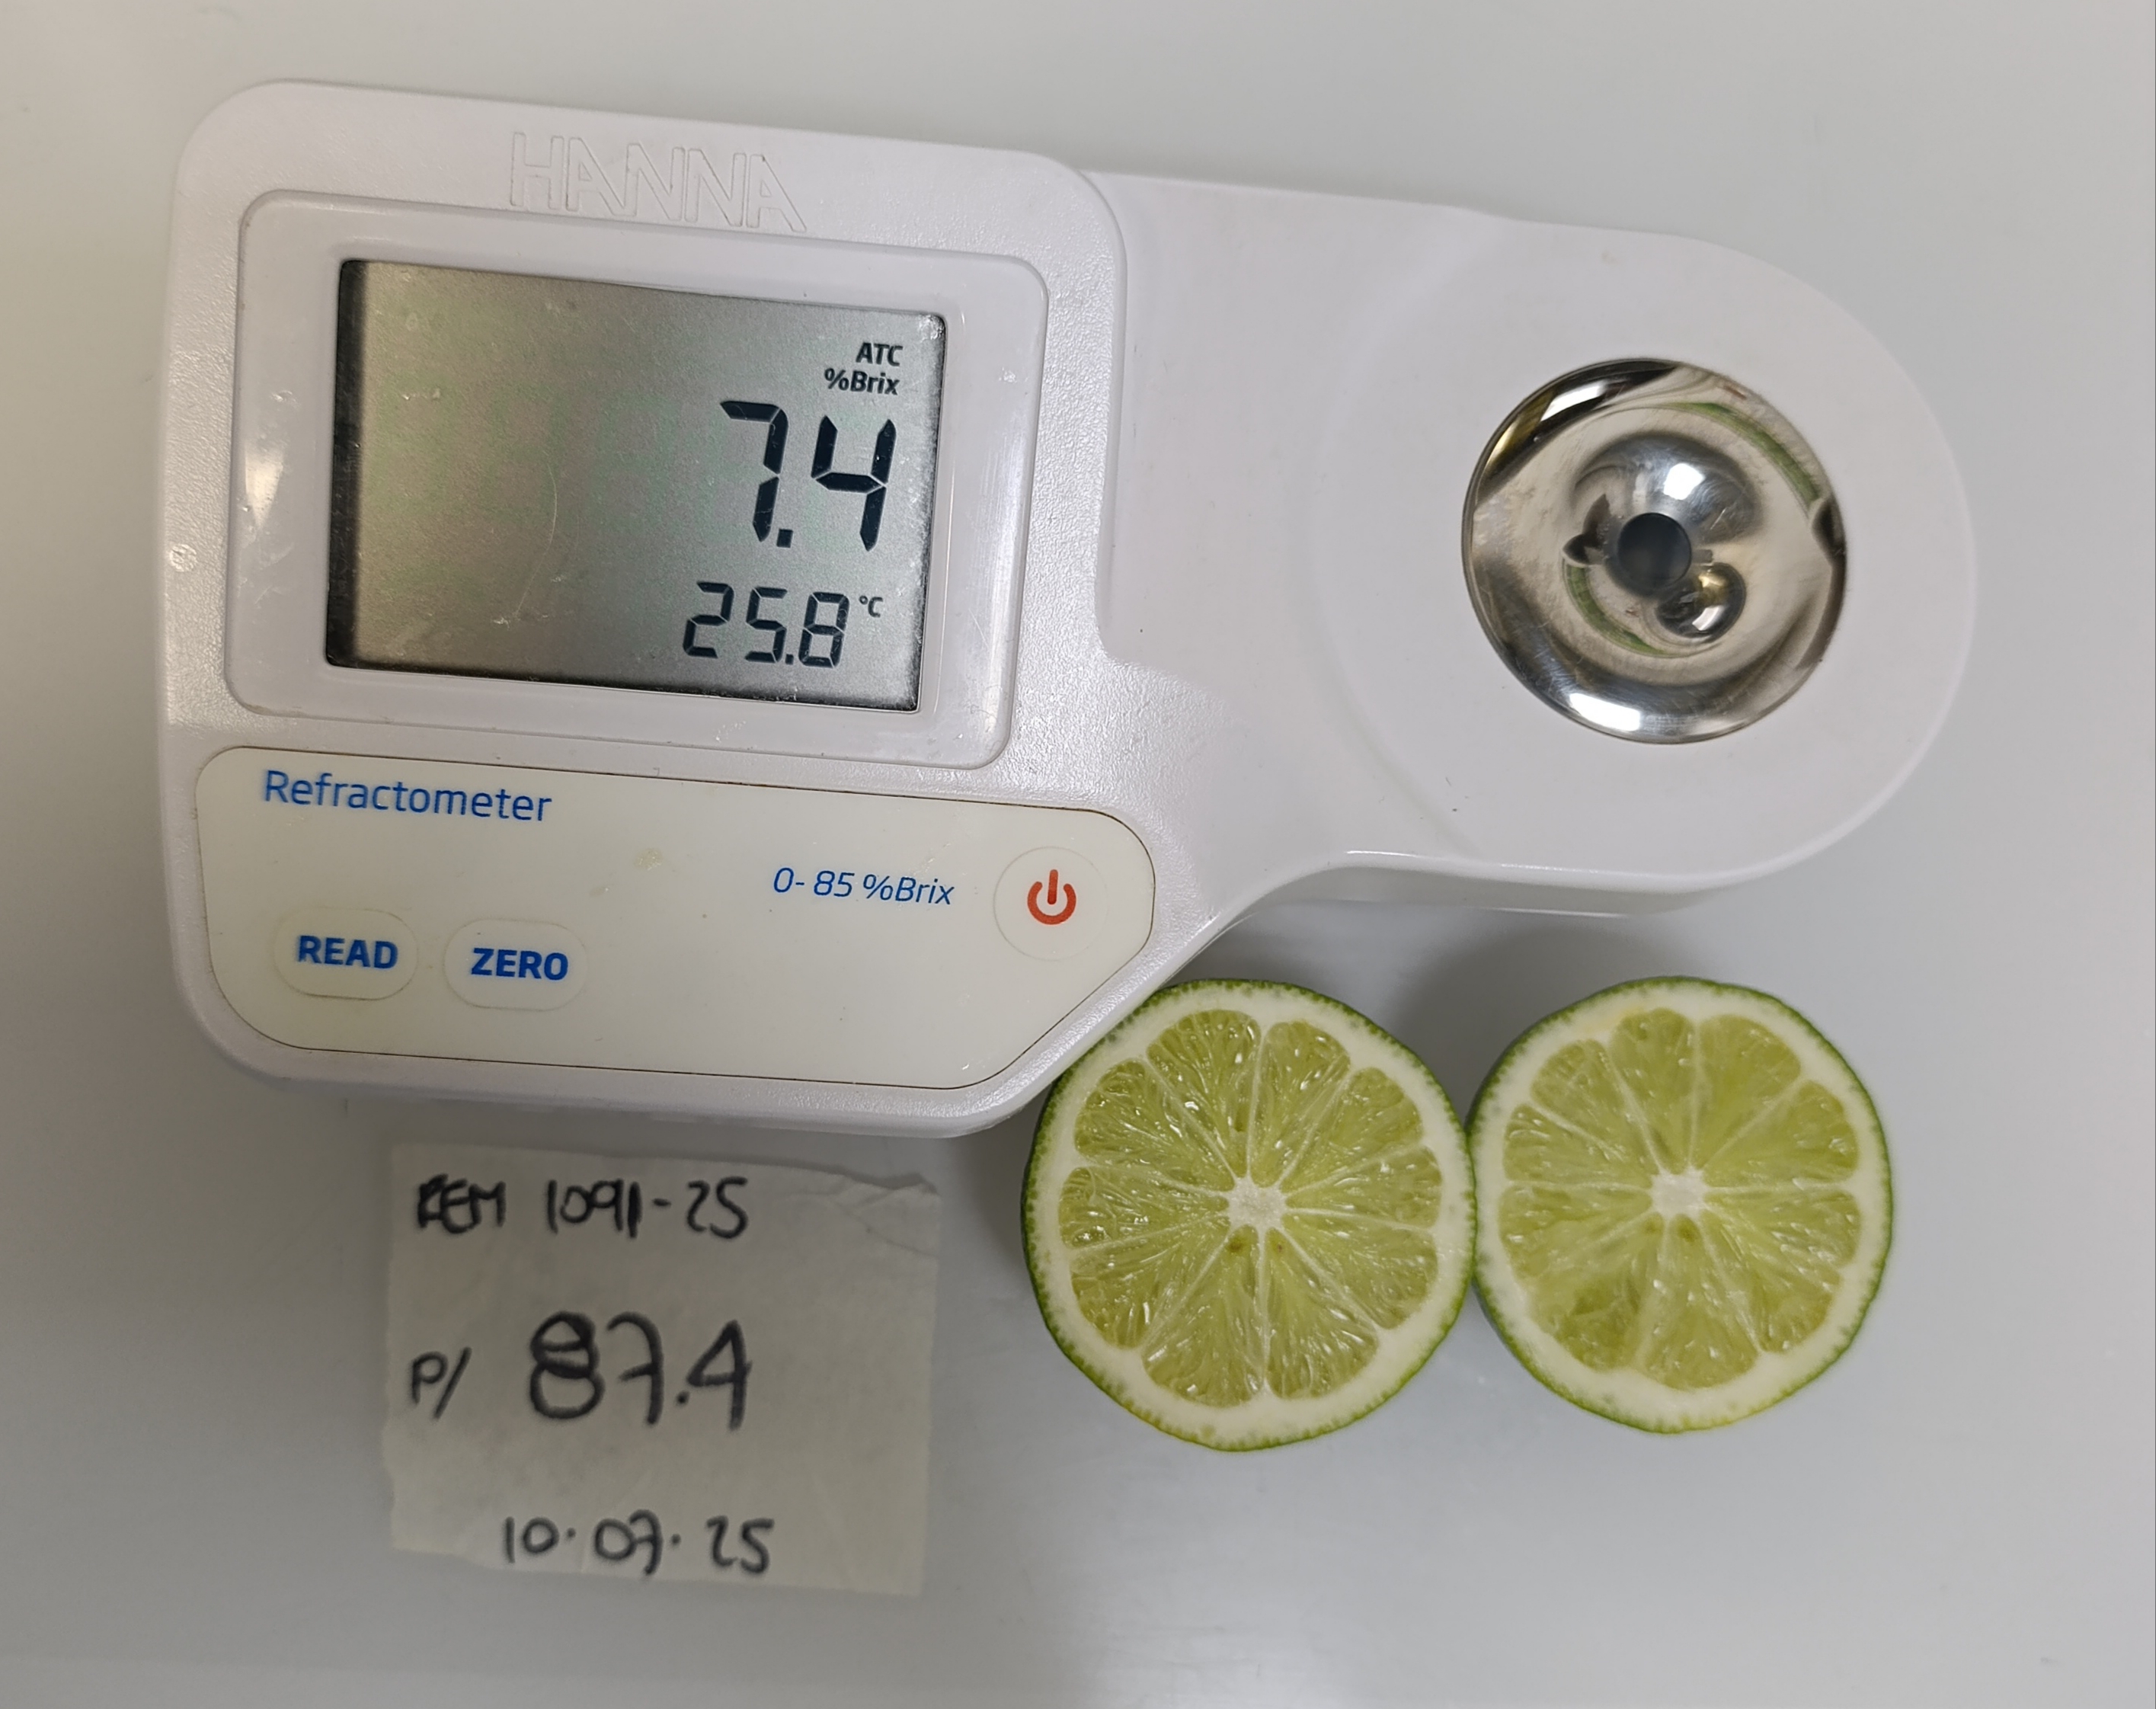 HANNA
ATC
%Brix
7.4
25.8 °C
Refractometer
0-85 %Brix
READ
ZERO
REM 1091-25
P/ 87.4
10.07.25